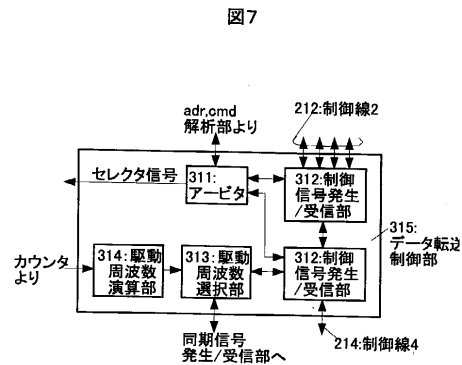 図7
adr,cmd
解析部より
212:制御線2
セレクタ信号
311:
アービタ
312:制御
信号発生
/受信部
315:
データ転送
制御部
カウンタ
より
314:駆動
周波数
演算部
313:駆動
周波数
選択部
312:制御
信号発生
/受信部
同期信号
発生/受信部へ
214:制御線4